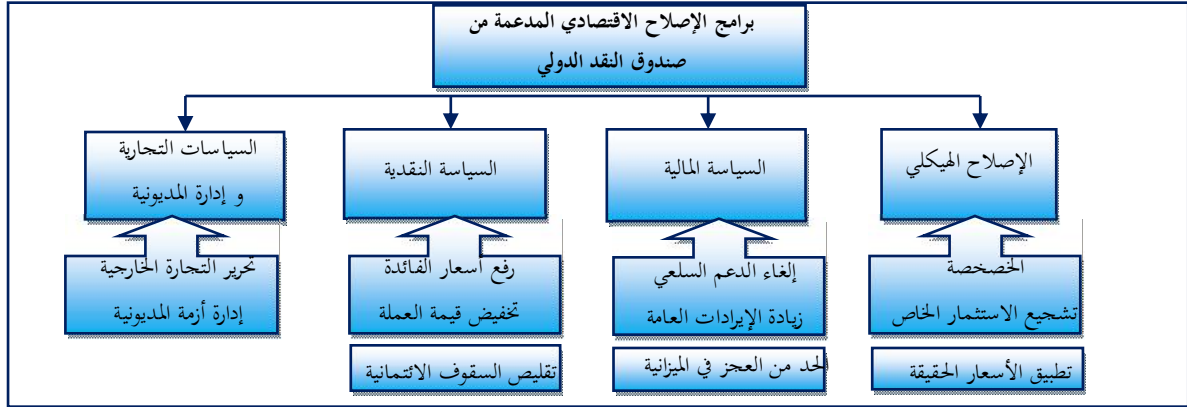 برامج الإصلاح الاقتصادي المدعمة من
صندوق النقد الدولي
الإصلاح الهيكلي
السياسة المالية
السياسة النقدية
السياسات التجارية
و إدارة المديونية
الخصخصة
تشجيع الاستثمار الخاص
تطبيق الأسعار الحقيقة
إلغاء الدعم السلعي
زيادة الإيرادات العامة
الحد من العجز في الميزانية
رفع أسعار الفائدة
تخفيض قيمة العملة
تقليص السقوف الائتمانية
تحرير التجارة الخارجية
إدارة أزمة المديونية